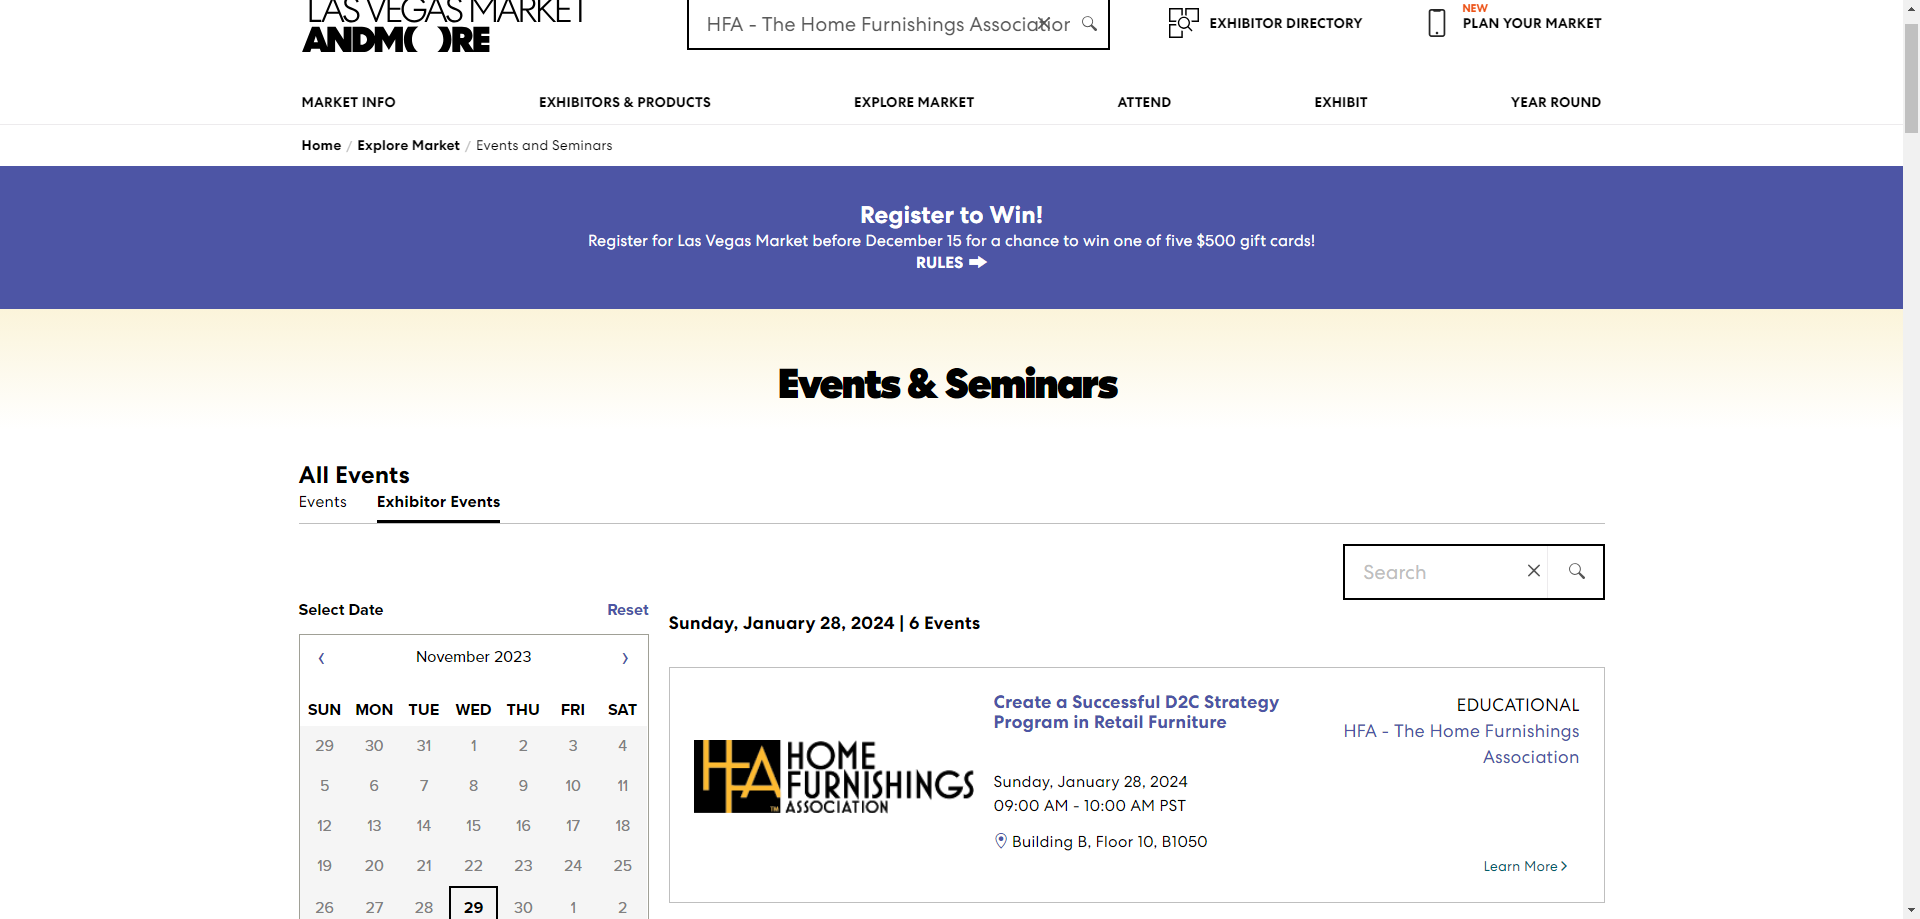 LAS VEGAS MARKET
ANDMORE
HFA - The Home Furnishings Association
EXHIBITOR DIRECTORY
NEW
PLAN YOUR MARKET
MARKET INFO
EXHIBITORS & PRODUCTS
EXPLORE MARKET
ATTEND
EXHIBIT
YEAR ROUND
Home / Explore Market / Events and Seminars
Register to Win!
Register for Las Vegas Market before December 15 for a chance to win one of five $500 gift cards!
RULES
Events & Seminars
All Events
Events
Exhibitor Events
Search
Select Date
Reset
Sunday, January 28, 2024 | 6 Events
‹ November 2023 ›
SUN MON TUE WED THU FRI SAT
29 30 31 1 2 3 4
5 6 7 8 9 10 11
12 13 14 15 16 17 18
19 20 21 22 23 24 25
26 27 28 29 30 1 2
HFA
TM
HOME
FURNISHINGS
ASSOCIATION
Create a Successful D2C Strategy
Program in Retail Furniture
Sunday, January 28, 2024
09:00 AM - 10:00 AM PST
Building B, Floor 10, B1050
EDUCATIONAL
HFA - The Home Furnishings
Association
Learn More